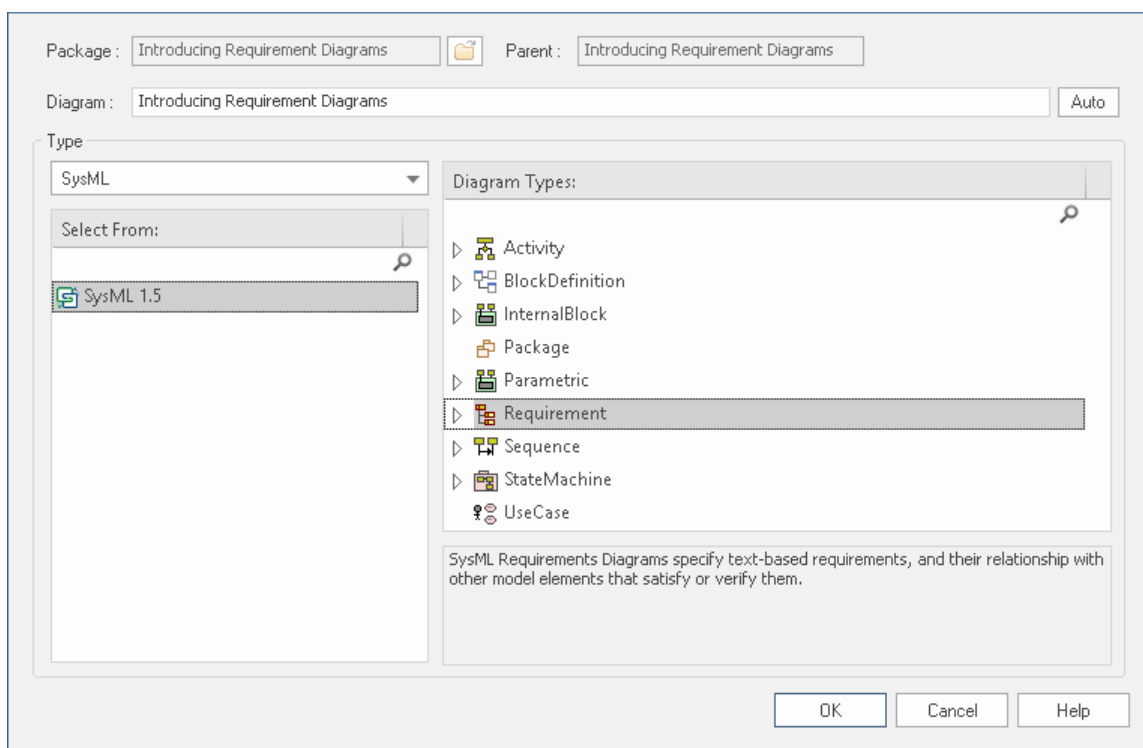 Package : Introducing Requirement Diagrams Parent : Introducing Requirement Diagrams
Diagram : Introducing Requirement Diagrams Auto
Type
SysML
Select From:
SysML 1.5
Diagram Types:
Activity
BlockDefinition
InternalBlock
Package
Parametric
Requirement
Sequence
StateMachine
UseCase
SysML Requirements Diagrams specify text-based requirements, and their relationship with
other model elements that satisfy or verify them.
OK Cancel Help